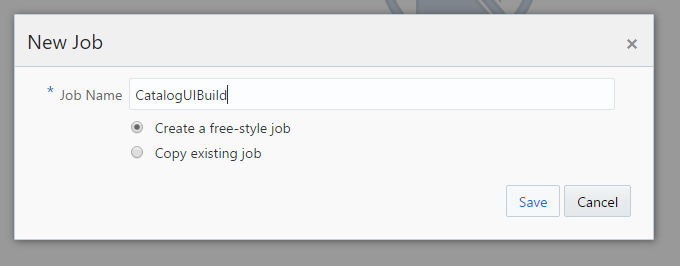 New Job
* Job Name CatalogUIBuild
Create a free-style job
Copy existing job
Save Cancel